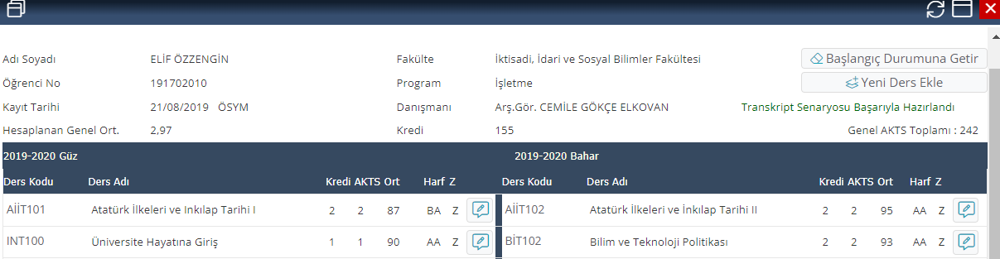 Adı Soyadı ELİF ÖZZENGİN Fakülte İktisadi, İdari ve Sosyal Bilimler Fakültesi Başlangıç Durumuna Getir
Öğrenci No 191702010 Program İşletme Yeni Ders Ekle
Kayıt Tarihi 21/08/2019 ÖSYM Danışmanı Arş.Gör. CEMİLE GÖKÇE ELKOVAN Transkript Senaryosu Başarıyla Hazırlandı
Hesaplanan Genel Ort. 2,97 Kredi 155 Genel AKTS Toplamı : 242
2019-2020 Güz 2019-2020 Bahar
Ders Kodu Ders Adı Kredi AKTS Ort Harf Z Ders Kodu Ders Adı Kredi AKTS Ort Harf Z
AİİT101 Atatürk İlkeleri ve Inkılap Tarihi I 2 2 87 BA Z AİİT102 Atatürk İlkeleri ve İnkılap Tarihi II 2 2 95 AA Z
INT100 Üniversite Hayatına Giriş 1 1 90 AA Z BİT102 Bilim ve Teknoloji Politikası 2 2 93 AA Z